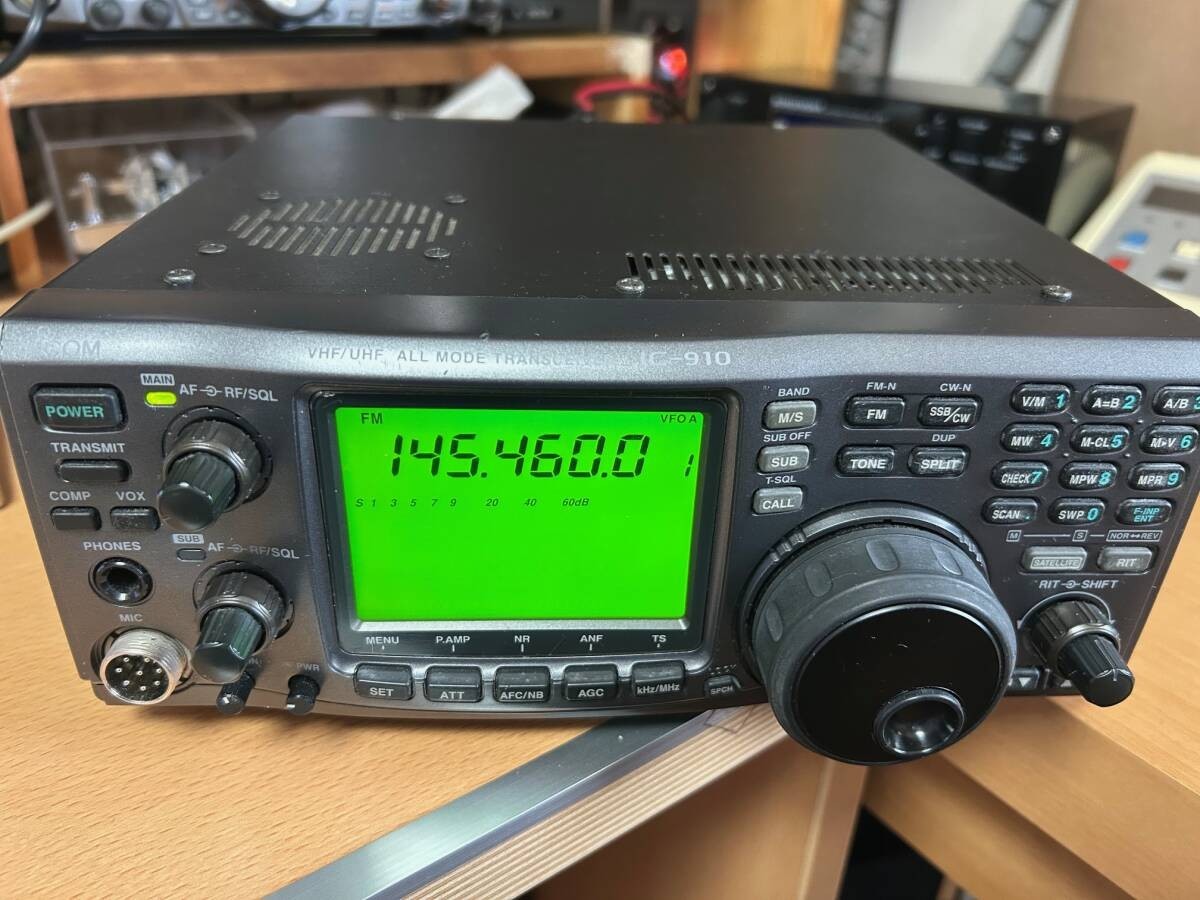 ICOM
VHF/UHF ALL MODE TRANSCEIVER IC-910
POWER
TRANSMIT
COMP VOX
PHONES
MIC
MAIN
AF RF/SQL
SUB
AF RF/SQL
PWR
FM VFO A
145.460.0 1
S 1 3 5 7 9 20 40 60dB
MENU P.AMP NR ANF TS
SET ATT AFC/NB AGC kHz/MHz
LOCK
SPCH
BAND
M/S
SUB OFF
SUB
T-SQL
CALL
FM-N CW-N
FM SSB/CW
DUP
TONE SPLIT
V/M 1 A=B 2 A/B 3
MW 4 M-CL 5 M▸V 6
CHECK 7 MPW 8 MPR 9
SCAN . SWP 0 F-INP ENT
M S NOR↔REV
SATELLITE RIT
RIT SHIFT
▼